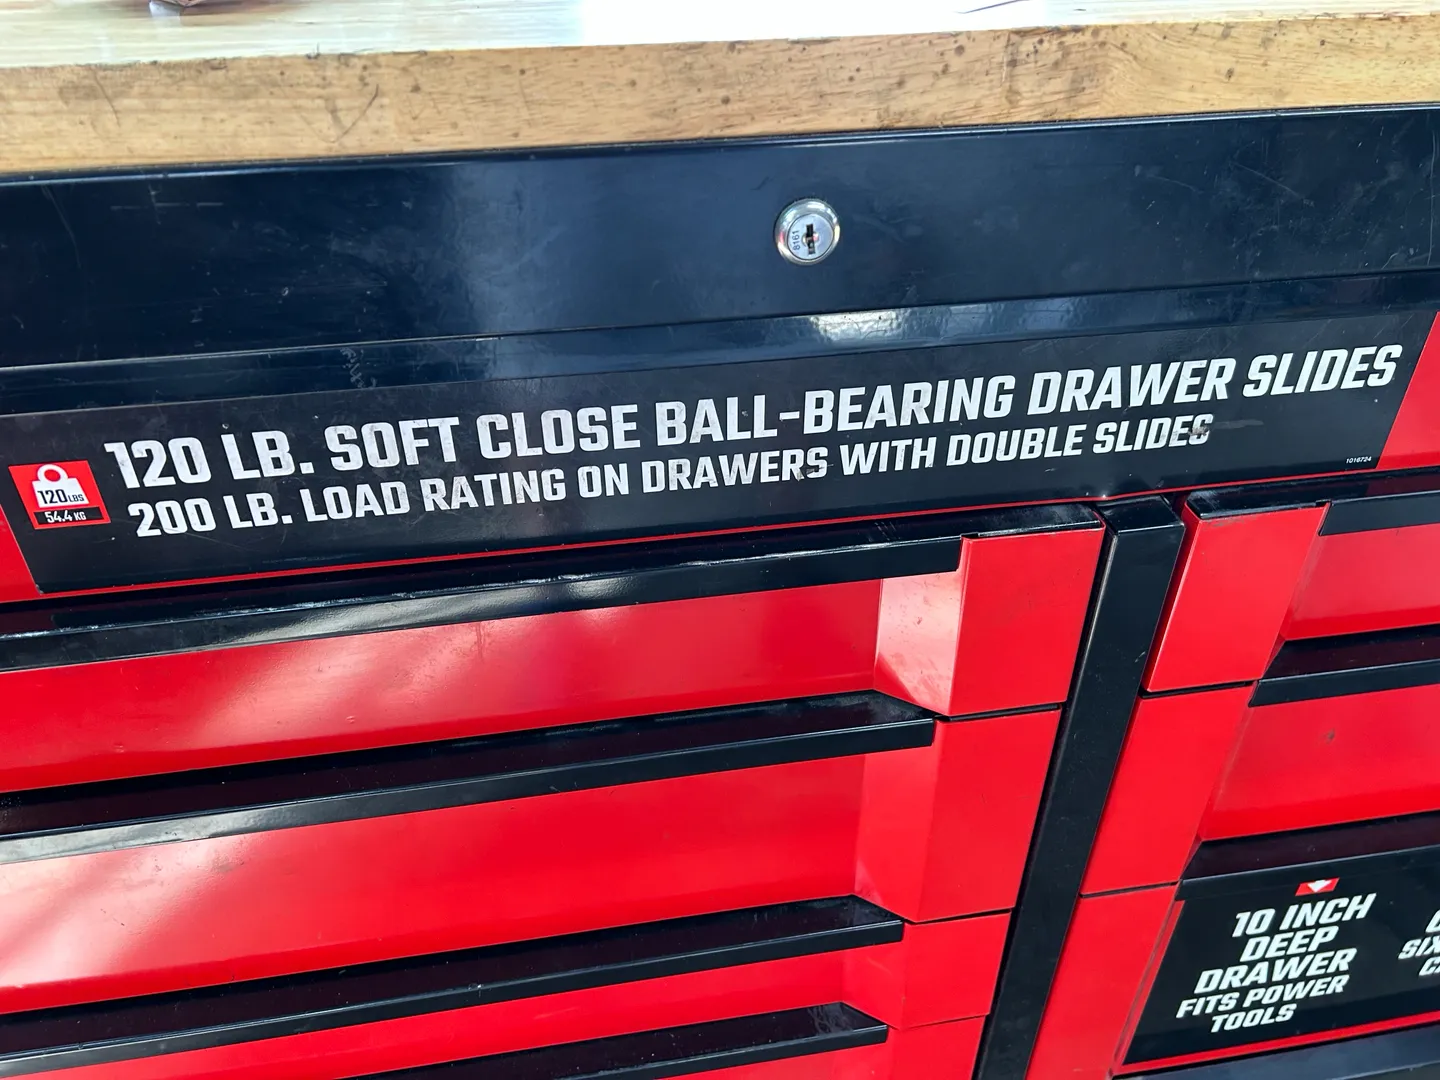 8161
120 LB. SOFT CLOSE BALL-BEARING DRAWER SLIDES
200 LB. LOAD RATING ON DRAWERS WITH DOUBLE SLIDES
120 LBS
54.4 KG
1016724
10 INCH
DEEP
DRAWER
FITS POWER
TOOLS